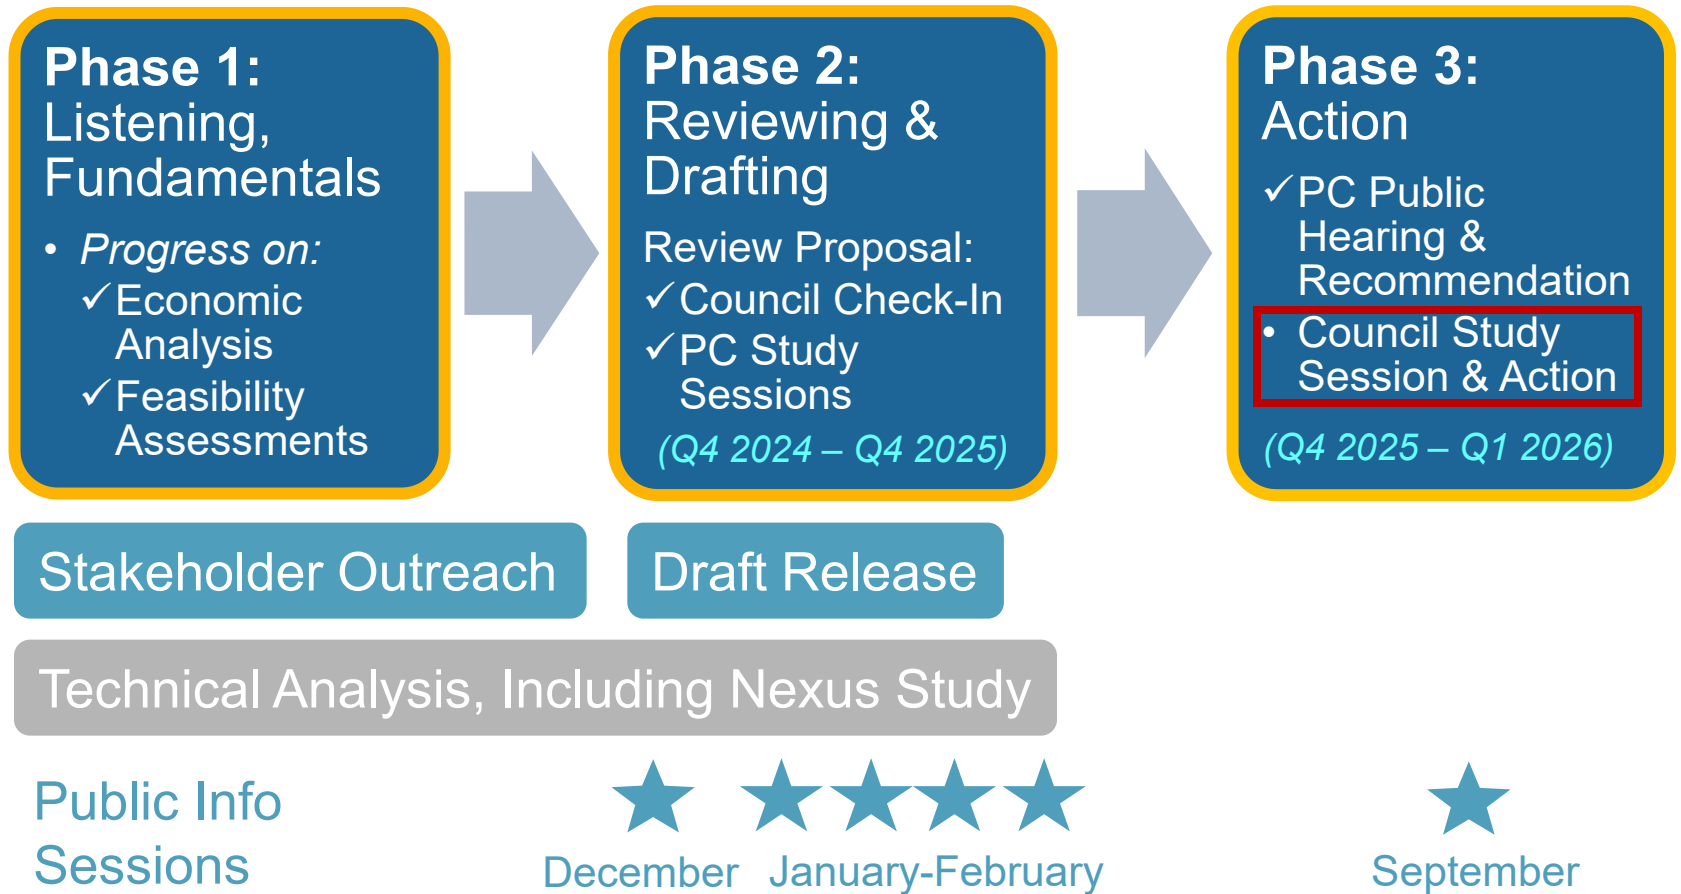 Phase 1:
Listening,
Fundamentals
• Progress on:
✓Economic
Analysis
✓Feasibility
Assessments
Phase 2:
Reviewing &
Drafting
Review Proposal:
✓Council Check-In
✓PC Study
Sessions
(Q4 2024 – Q4 2025)
Phase 3:
Action
✓PC Public
Hearing &
Recommendation
• Council Study
Session & Action
(Q4 2025 – Q1 2026)
Stakeholder Outreach
Draft Release
Technical Analysis, Including Nexus Study
Public Info
Sessions
December
January-February
September